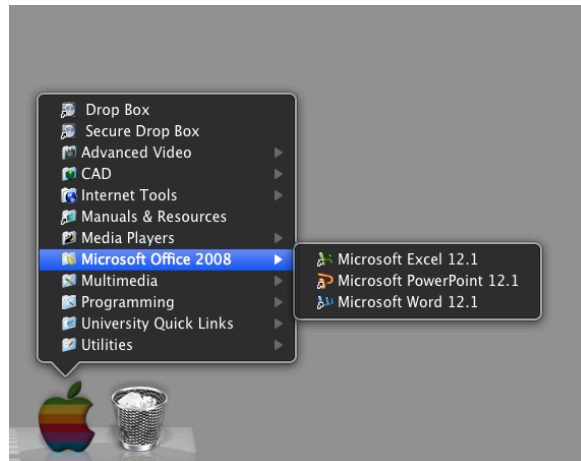 Drop Box
Secure Drop Box
Advanced Video
CAD
Internet Tools
Manuals & Resources
Media Players
Microsoft Office 2008
Multimedia
Programming
University Quick Links
Utilities
Microsoft Excel 12.1
Microsoft PowerPoint 12.1
Microsoft Word 12.1